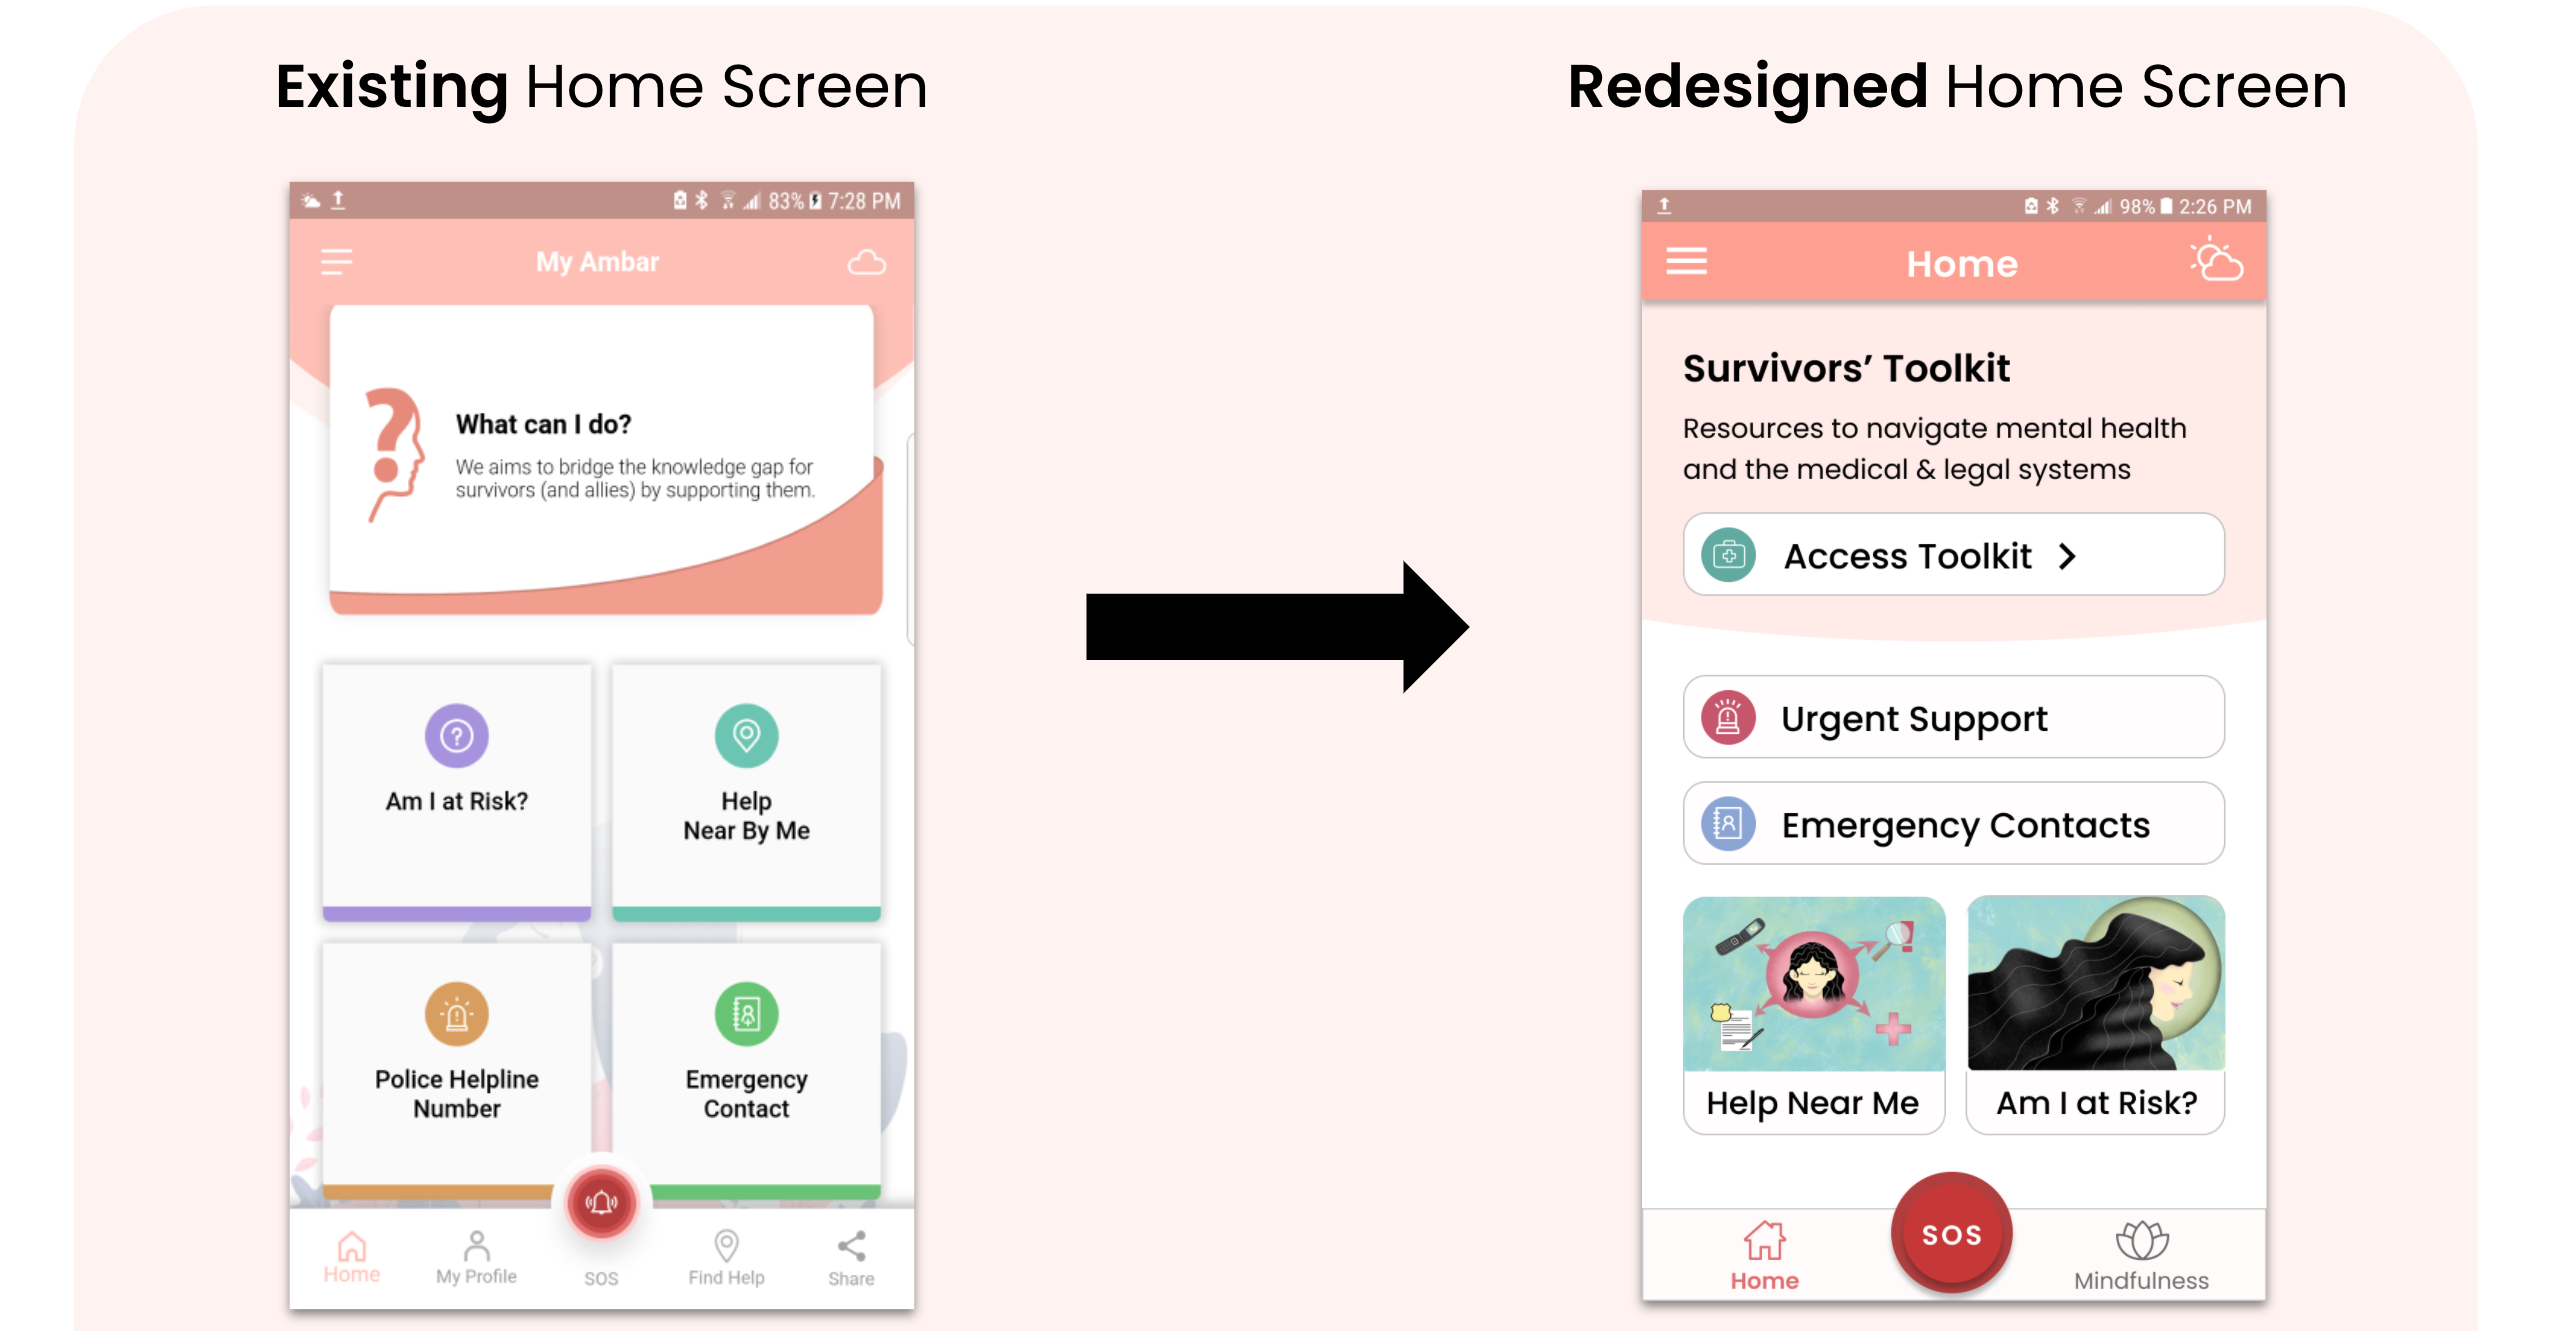 Existing Home Screen
Redesigned Home Screen
83% 7:28 PM
My Ambar
What can I do?
We aims to bridge the knowledge gap for
survivors (and allies) by supporting them.
Am I at Risk?
Help
Near By Me
Police Helpline
Number
Emergency
Contact
Home
My Profile
SOS
Find Help
Share
98% 2:26 PM
Home
Survivors’ Toolkit
Resources to navigate mental health
and the medical & legal systems
Access Toolkit
Urgent Support
Emergency Contacts
Help Near Me
Am I at Risk?
Home
SOS
Mindfulness